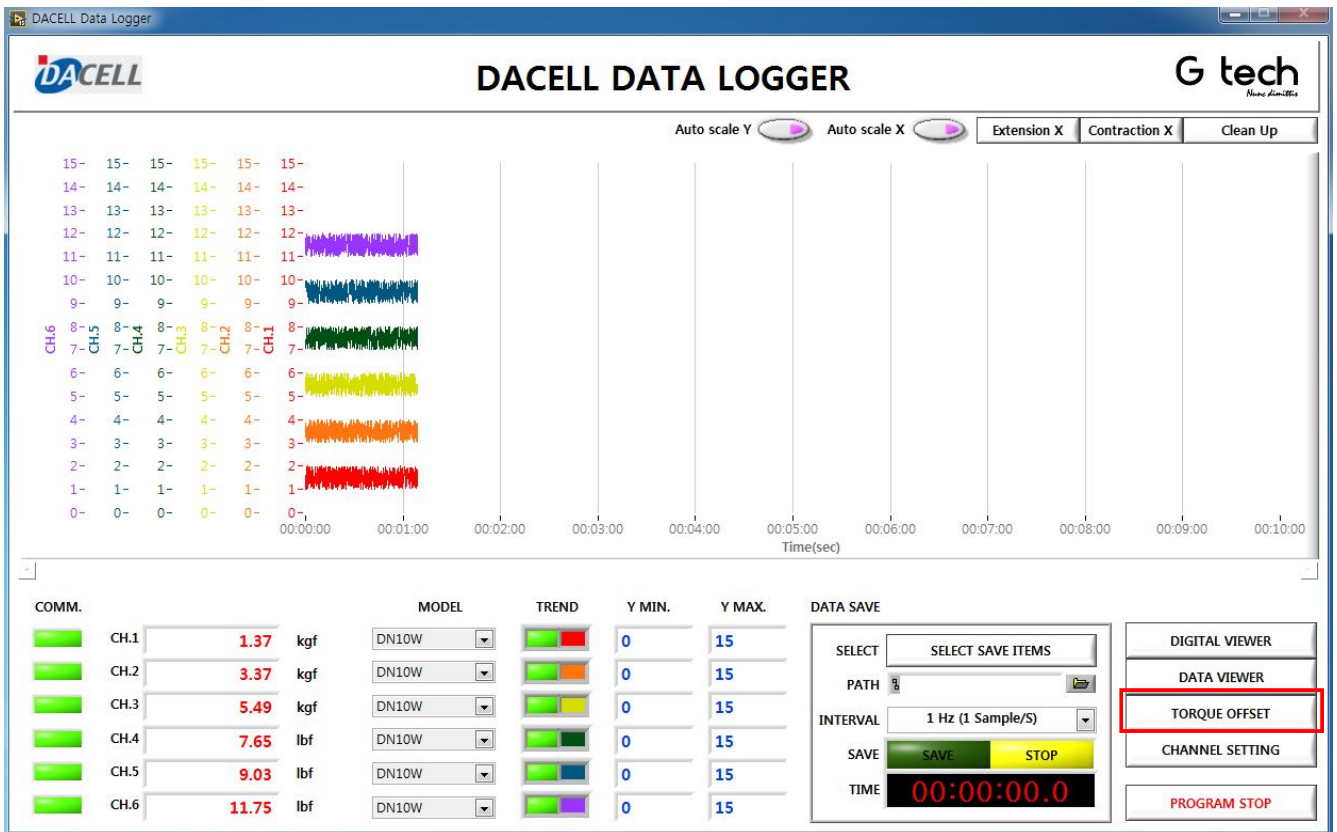 DACELL Data Logger
DACELL
DACELL DATA LOGGER
G tech
Nunc dimittis
Auto scale Y
Auto scale X
Extension X
Contraction X
Clean Up
15 15 15 15 15 15
14 14 14 14 14 14
13 13 13 13 13 13
12 12 12 12 12 12
11 11 11 11 11 11
10 10 10 10 10 10
9 9 9 9 9 9
8 8 8 8 8 8
CH.6 CH.5 CH.4 CH.3 CH.2 CH.1
7 7 7 7 7 7
6 6 6 6 6 6
5 5 5 5 5 5
4 4 4 4 4 4
3 3 3 3 3 3
2 2 2 2 2 2
1 1 1 1 1 1
0 0 0 0 0 0
00:00:00 00:01:00 00:02:00 00:03:00 00:04:00 00:05:00 00:06:00 00:07:00 00:08:00 00:09:00 00:10:00
Time(sec)
COMM. MODEL TREND Y MIN. Y MAX.
CH.1 1.37 kgf DN10W 0 15
CH.2 3.37 kgf DN10W 0 15
CH.3 5.49 kgf DN10W 0 15
CH.4 7.65 lbf DN10W 0 15
CH.5 9.03 lbf DN10W 0 15
CH.6 11.75 lbf DN10W 0 15
DATA SAVE
SELECT SELECT SAVE ITEMS
PATH
INTERVAL 1 Hz (1 Sample/S)
SAVE SAVE STOP
TIME 00:00:00.0
DIGITAL VIEWER
DATA VIEWER
TORQUE OFFSET
CHANNEL SETTING
PROGRAM STOP